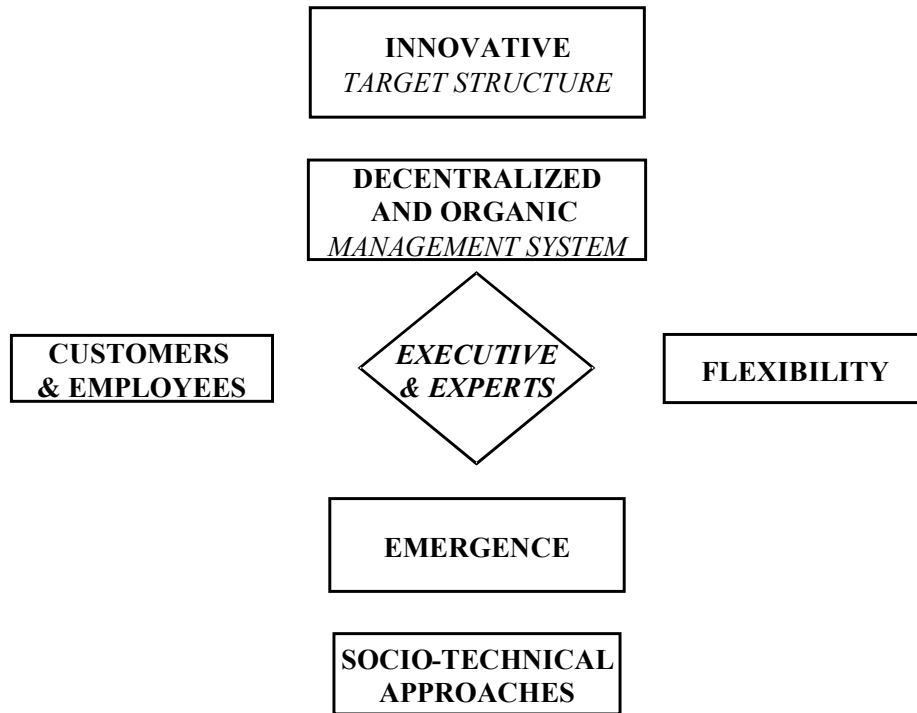 INNOVATIVE
TARGET STRUCTURE
DECENTRALIZED
AND ORGANIC
MANAGEMENT SYSTEM
CUSTOMERS
& EMPLOYEES
EXECUTIVE
& EXPERTS
FLEXIBILITY
EMERGENCE
SOCIO-TECHNICAL
APPROACHES